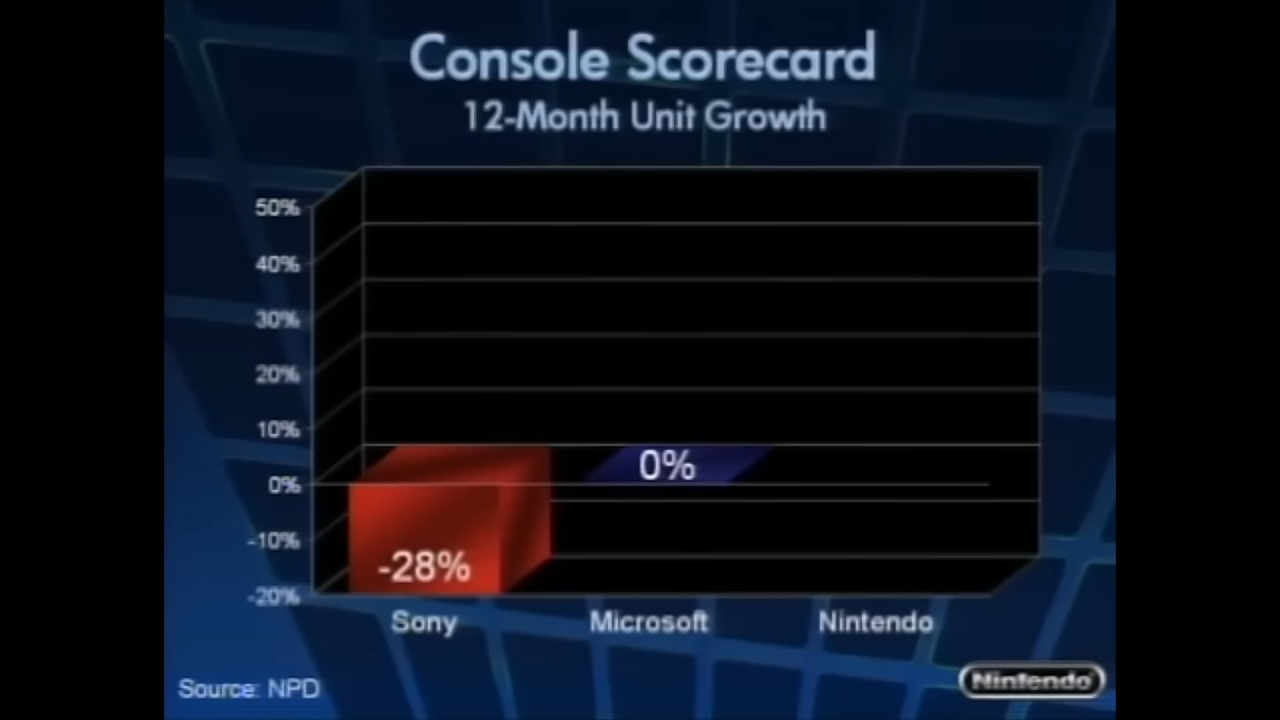 Console Scorecard
12-Month Unit Growth
50%
40%
30%
20%
10%
0%
-10%
-20%
0%
-28%
Sony Microsoft Nintendo
Source: NPD
Nintendo